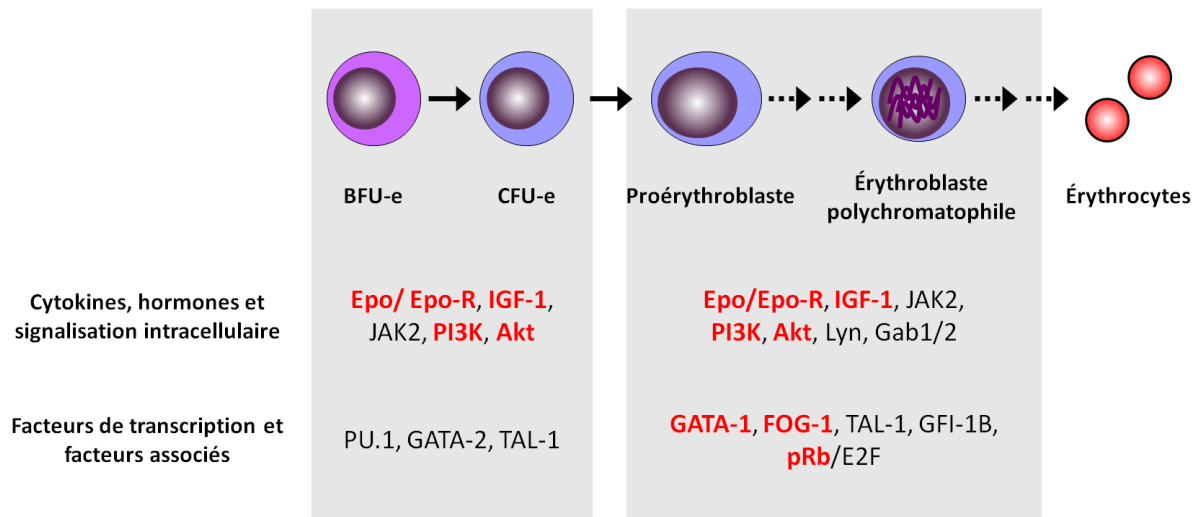 BFU-e
CFU-e
Proérythroblaste
Érythroblaste
polychromatophile
Érythrocytes
Cytokines, hormones et
signalisation intracellulaire
Epo/ Epo-R, IGF-1,
JAK2, PI3K, Akt
Epo/Epo-R, IGF-1, JAK2,
PI3K, Akt, Lyn, Gab1/2
Facteurs de transcription et
facteurs associés
PU.1, GATA-2, TAL-1
GATA-1, FOG-1, TAL-1, GFI-1B,
pRb/E2F